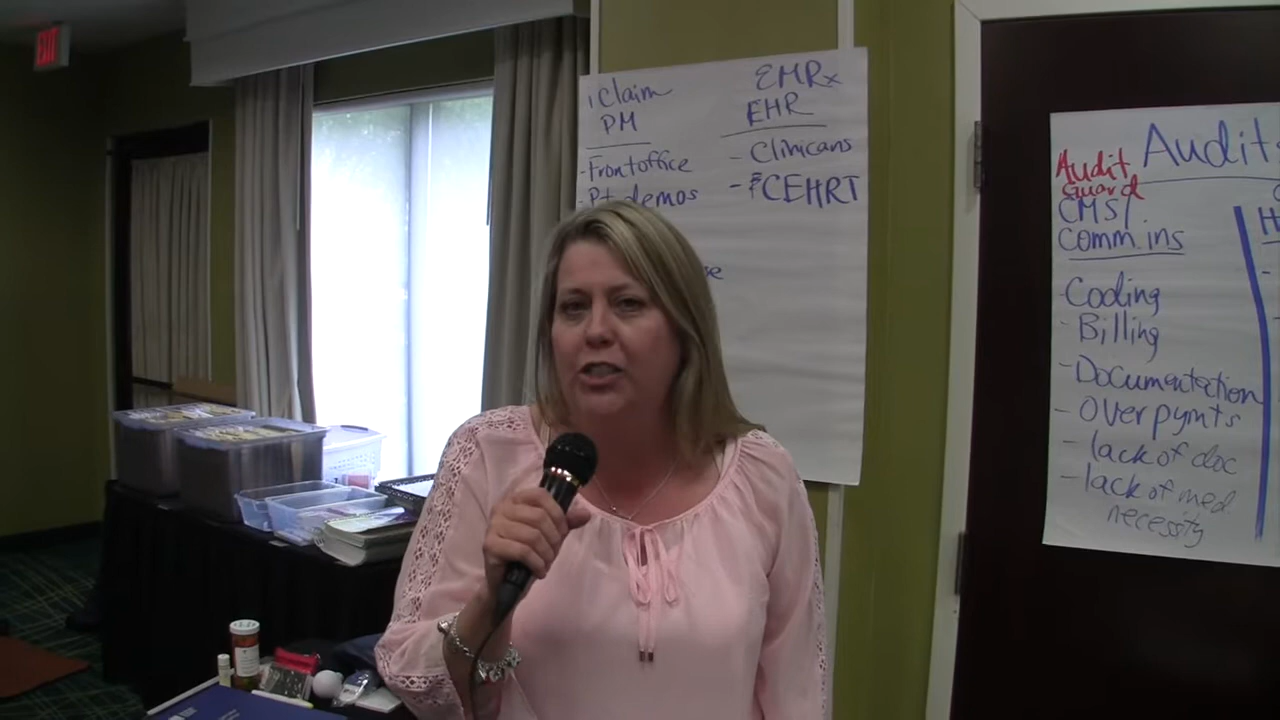 EXIT
iClaim
PM
- Frontoffice
- Pt demos
EMRx
EHR
- Clinicans
- CEHRT
Audit
Audit
Guard
CMS/
Comm.ins
- Coding
- Billing
- Documentation
- Overpymts
- lack of doc
- lack of med
necessity